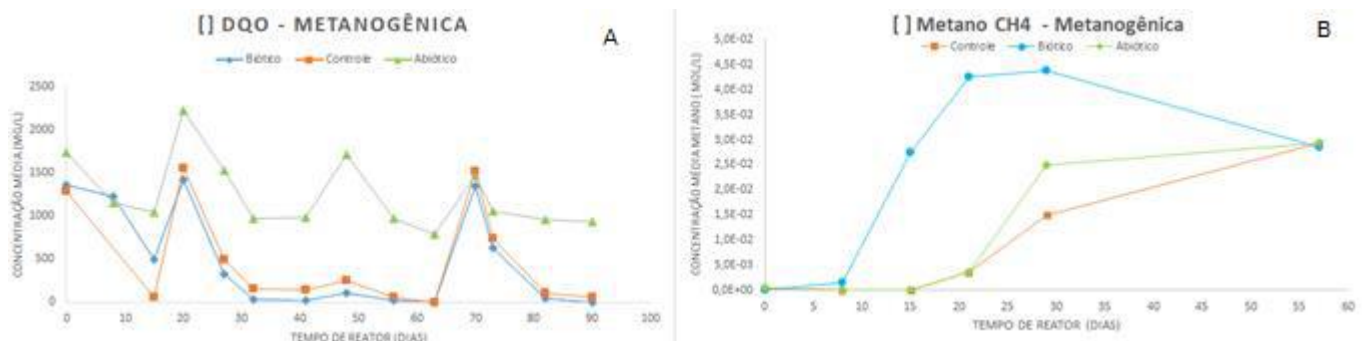 [] DQO - METANOGÊNICA
A
Biótico Controle Abiótico
CONCENTRAÇÃO MÉDIA (MG/L)
2500
2000
1500
1000
500
0
0 10 20 30 40 50 60 70 80 90 100
TEMPO DE REATOR (DIAS)
[ ] Metano CH4 - Metanogênica
B
Controle Biótico Abiótico
CONCENTRAÇÃO MÉDIA METANO ( MOL/L)
5,0E-02
4,5E-02
4,0E-02
3,5E-02
3,0E-02
2,5E-02
2,0E-02
1,5E-02
1,0E-02
5,0E-03
0,0E+00
0 5 10 15 20 25 30 35 40 45 50 55 60
TEMPO DE REATOR (DIAS)